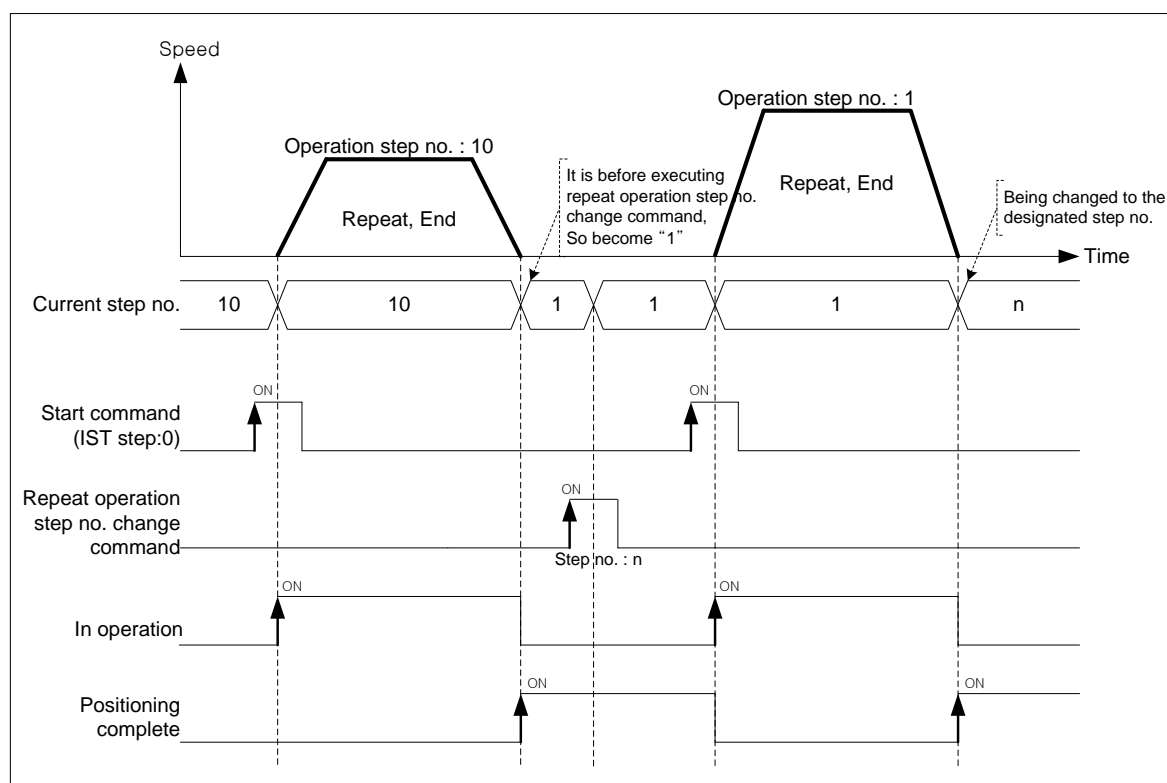 Speed
Operation step no. : 1
Operation step no. : 10
It is before executing
repeat operation step no.
change command,
So become “1”
Repeat, End
Repeat, End
Being changed to the
designated step no.
Time
Current step no.
10
10
1
1
1
n
ON
ON
Start command
(IST step:0)
ON
Repeat operation
step no. change
command
Step no. : n
ON
ON
In operation
ON
ON
Positioning
complete